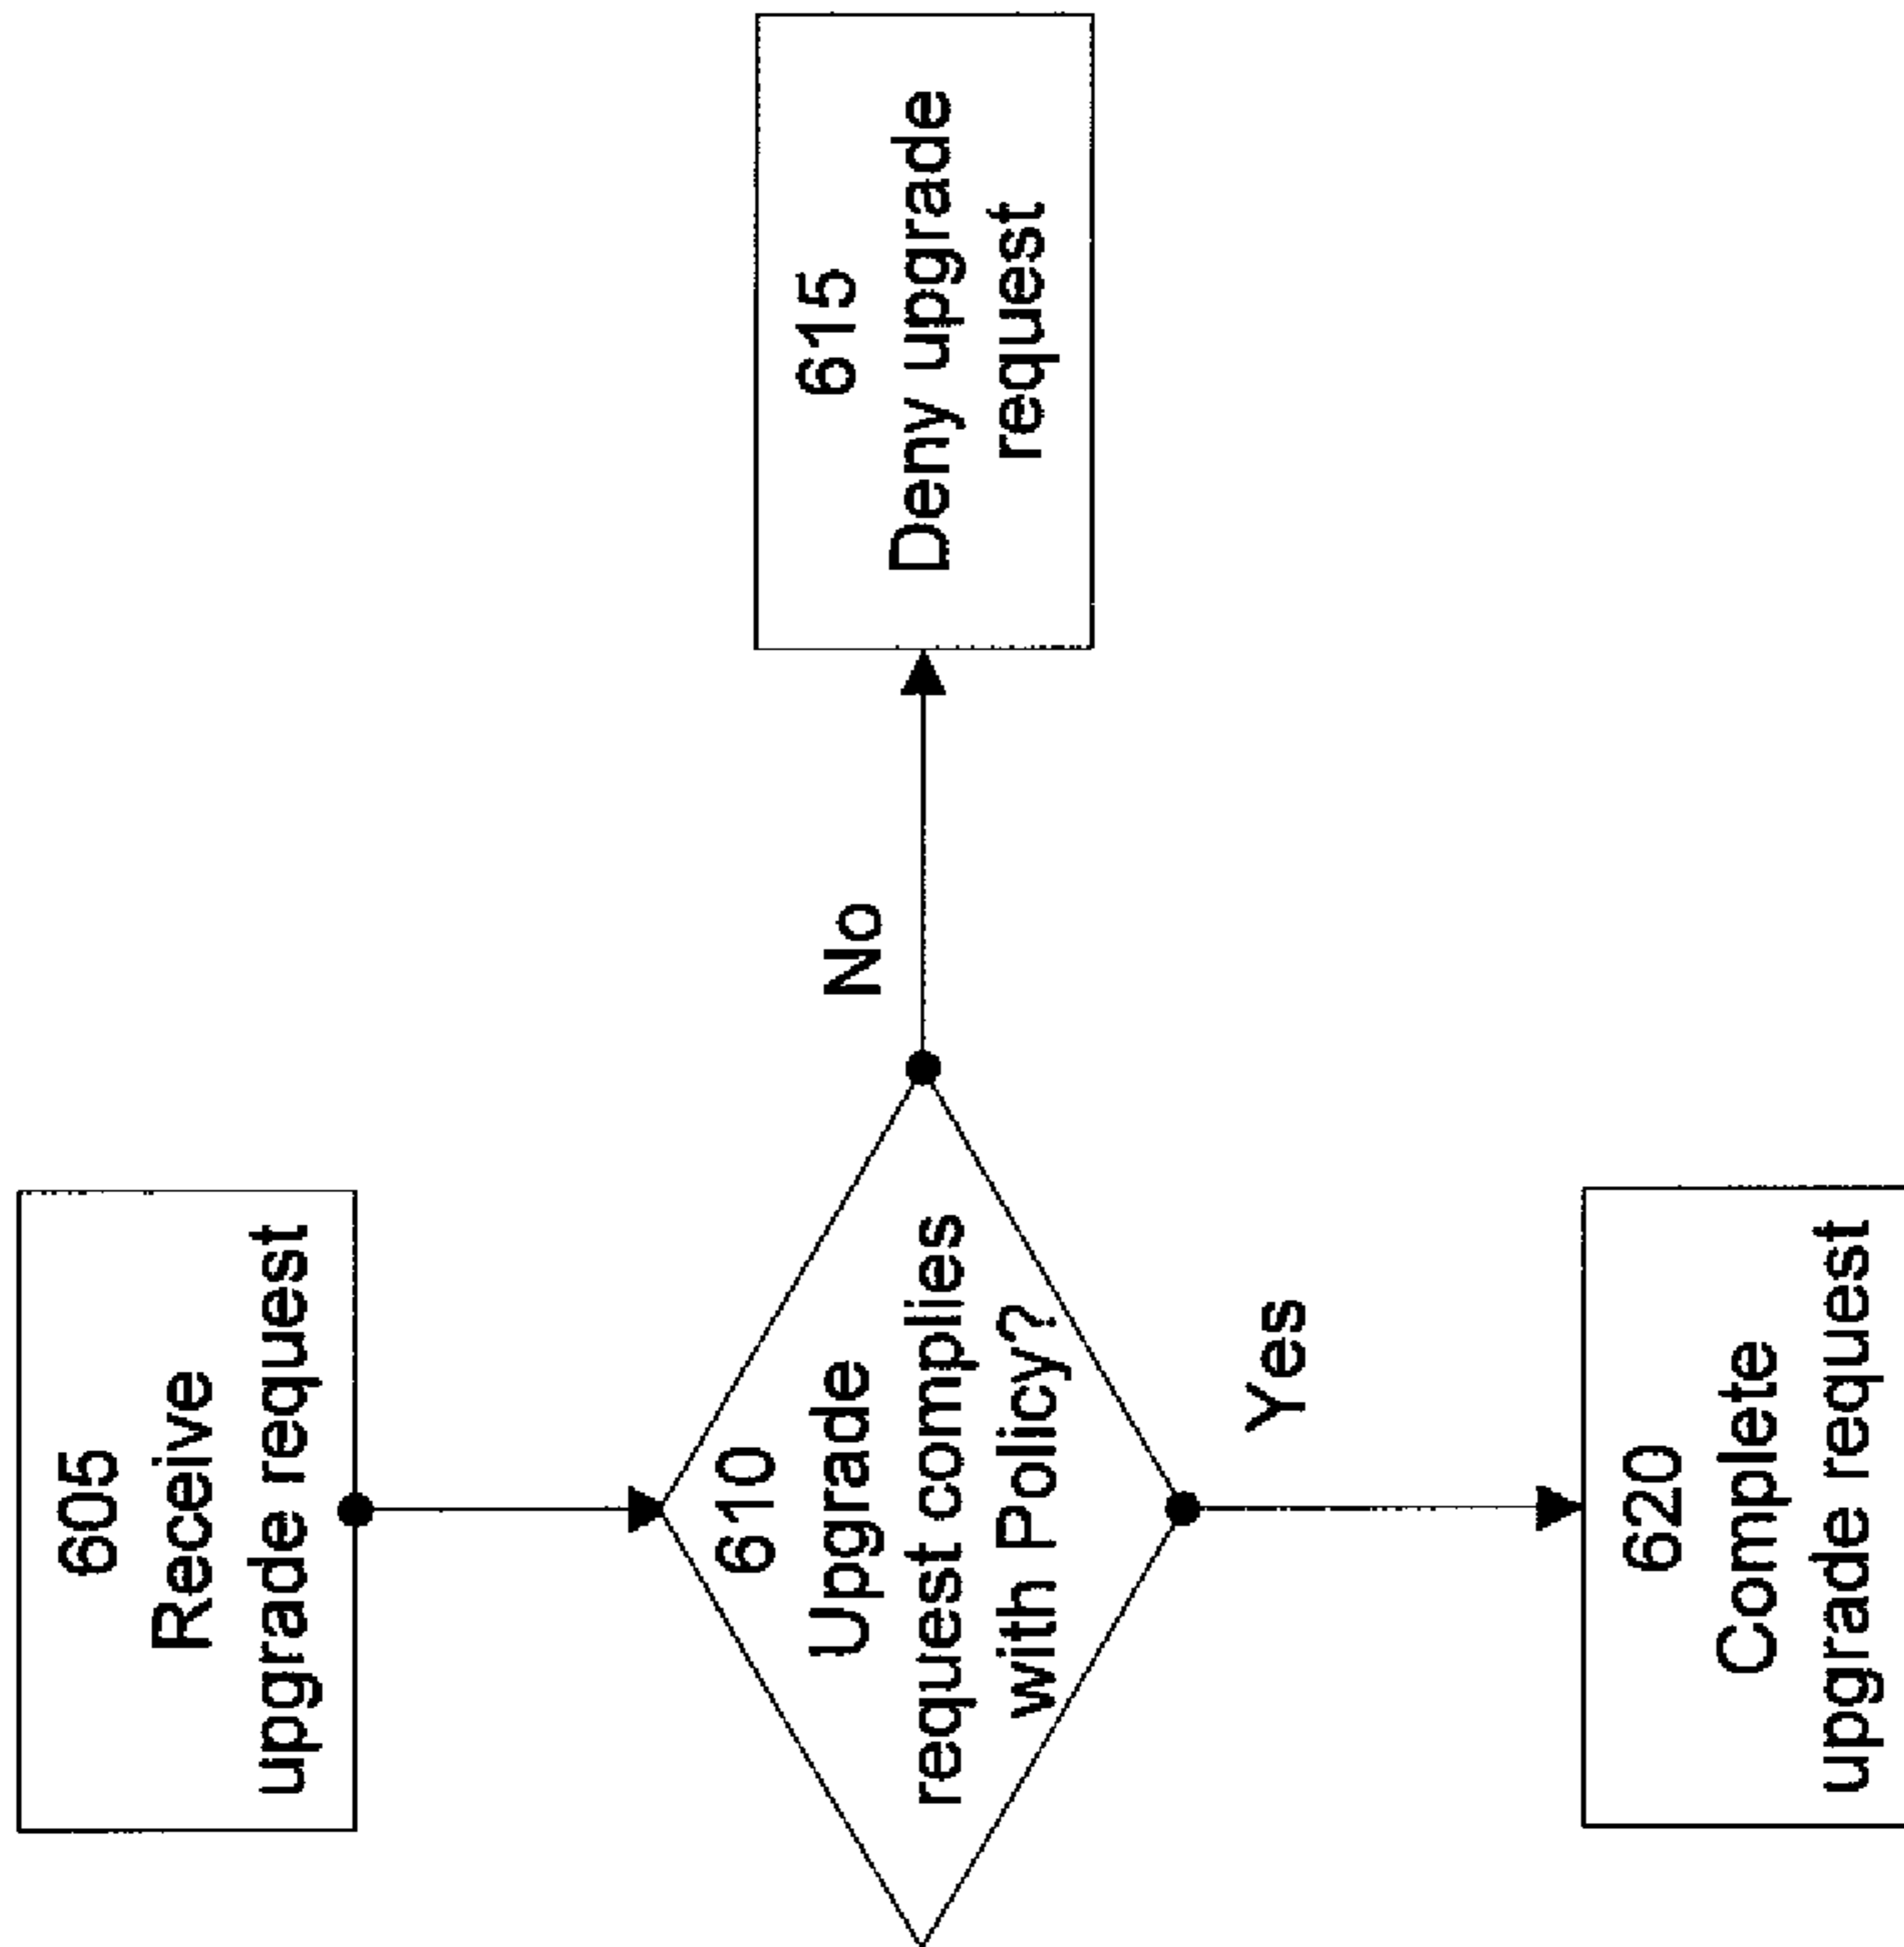 605
Receive
upgrade request
610
Upgrade
request complies
with Policy?
No
615
Deny upgrade
request
Yes
620
Complete
upgrade request